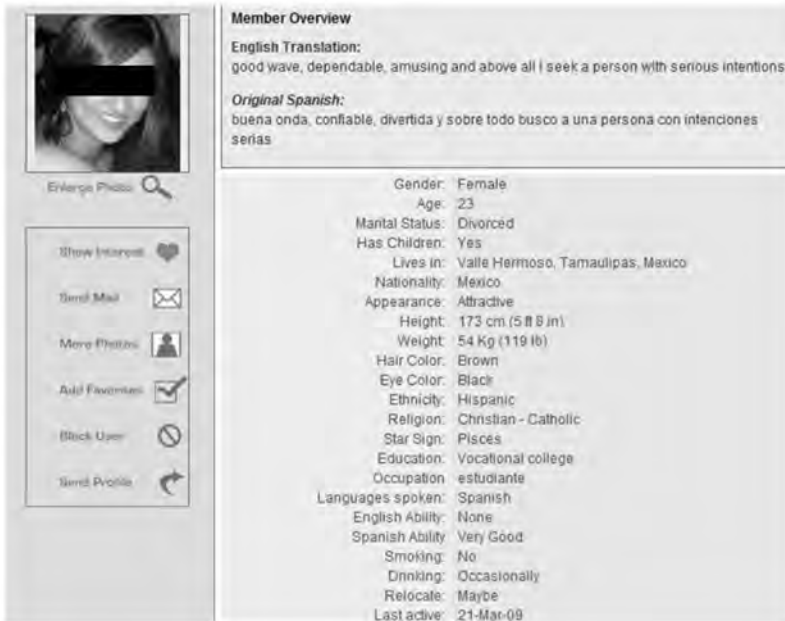 Enlarge Photo
Show Interest
Send Mail
More Photos
Add Favorites
Block User
Send Profile
Member Overview
English Translation:
good wave, dependable, amusing and above all i seek a person with serious intentions
Original Spanish:
buena onda, confiable, divertida y sobre todo busco a una persona con intenciones
serias
Gender: Female
Age: 23
Marital Status: Divorced
Has Children: Yes
Lives in: Valle Hermoso, Tamaulipas, Mexico
Nationality: Mexico
Appearance: Attractive
Height: 173 cm (5 ft 8 in)
Weight: 54 Kg (119 lb)
Hair Color: Brown
Eye Color: Black
Ethnicity: Hispanic
Religion: Christian - Catholic
Star Sign: Pisces
Education: Vocational college
Occupation estudiante
Languages spoken: Spanish
English Ability: None
Spanish Ability Very Good
Smoking: No
Drinking: Occasionally
Relocate: Maybe
Last active: 21-Mar-09